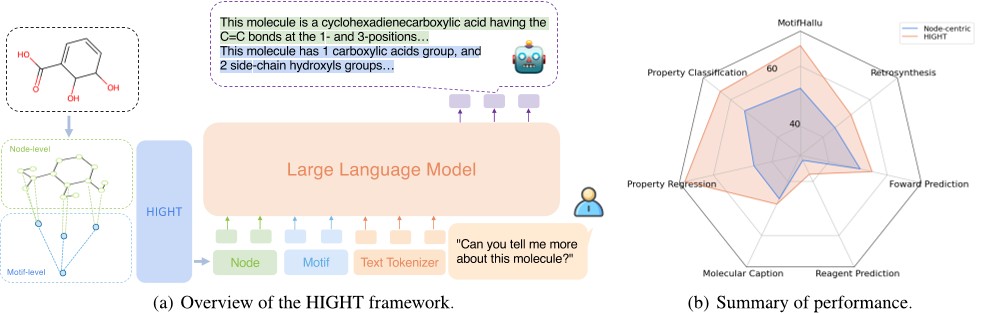 This molecule is a cyclohexadienecarboxylic acid having the
C=C bonds at the 1- and 3-positions…
This molecule has 1 carboxylic acids group, and
2 side-chain hydroxyls groups…
HO
O
OH
OH
Node-level
Motif-level
HIGHT
Large Language Model
Node
Motif
Text Tokenizer
"Can you tell me more
about this molecule?"
(a) Overview of the HIGHT framework.
MotifHallu
Node-centric
HIGHT
Property Classification
60
Retrosynthesis
40
Property Regression
Foward Prediction
Molecular Caption
Reagent Prediction
(b) Summary of performance.